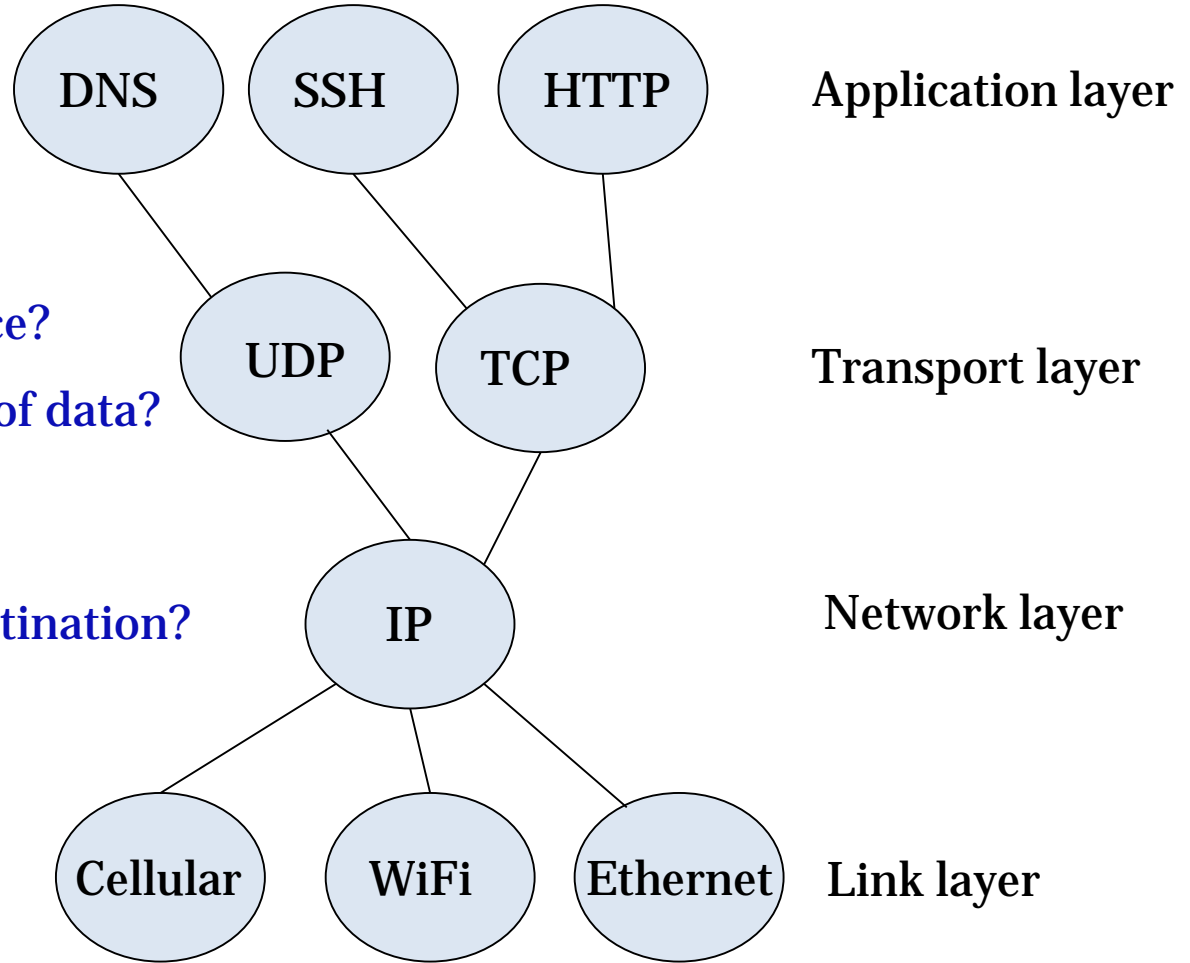 DNS SSH HTTP Application layer
ce?
UDP TCP Transport layer
of data?
tination? IP Network layer
Cellular WiFi Ethernet Link layer